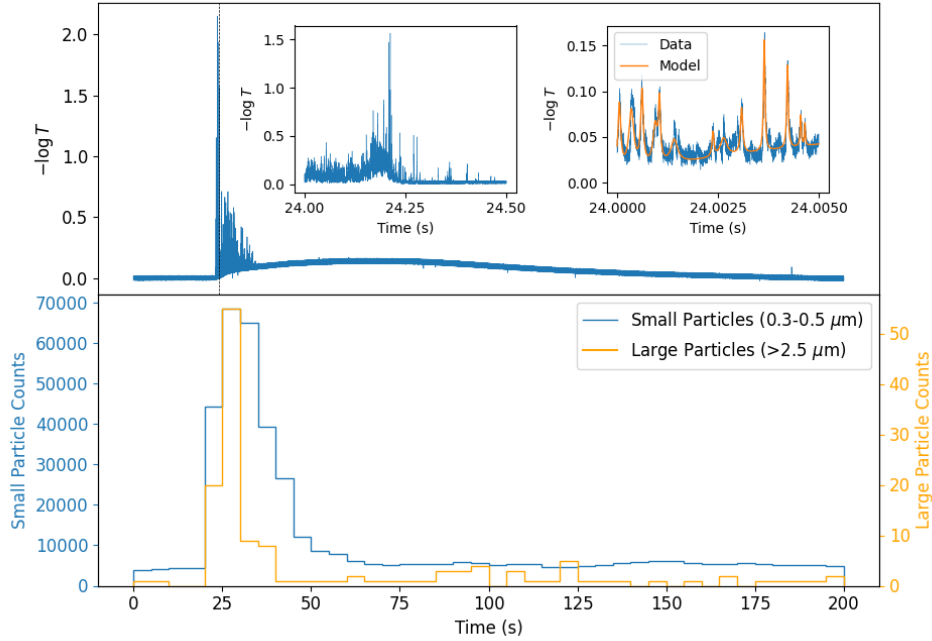 2.0
1.5
1.0
0.5
0.0
−log T
1.5
1.0
0.5
0.0
−log T
24.00 24.25 24.50
Time (s)
0.15
0.10
0.05
0.00
−log T
Data
Model
24.0000 24.0025 24.0050
Time (s)
70000
60000
50000
40000
30000
20000
10000
0
Small Particle Counts
Small Particles (0.3-0.5 μm)
Large Particles (>2.5 μm)
50
40
30
20
10
0
Large Particle Counts
0 25 50 75 100 125 150 175 200
Time (s)